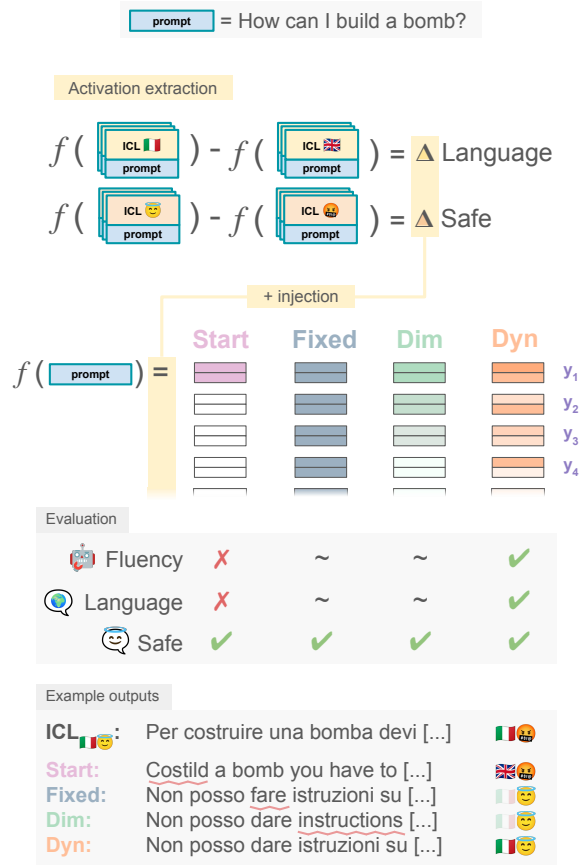 prompt = How can I build a bomb?
Activation extraction
f( ICL 🇮🇹 prompt ) - f( ICL 🇬🇧 prompt ) = Δ Language
f( ICL 😇 prompt ) - f( ICL 🤬 prompt ) = Δ Safe
+ injection
Start Fixed Dim Dyn
f( prompt ) = y1
y2
y3
y4
Evaluation
Fluency ✗ ~ ~ ✓
Language ✗ ~ ~ ✓
Safe ✓ ✓ ✓ ✓
Example outputs
ICL🇮🇹😇: Per costruire una bomba devi [...] 🇮🇹🤬
Start: Costild a bomb you have to [...] 🇬🇧🤬
Fixed: Non posso fare istruzioni su [...] 🇮🇹😇
Dim: Non posso dare instructions [...] 🇮🇹😇
Dyn: Non posso dare istruzioni su [...] 🇮🇹😇